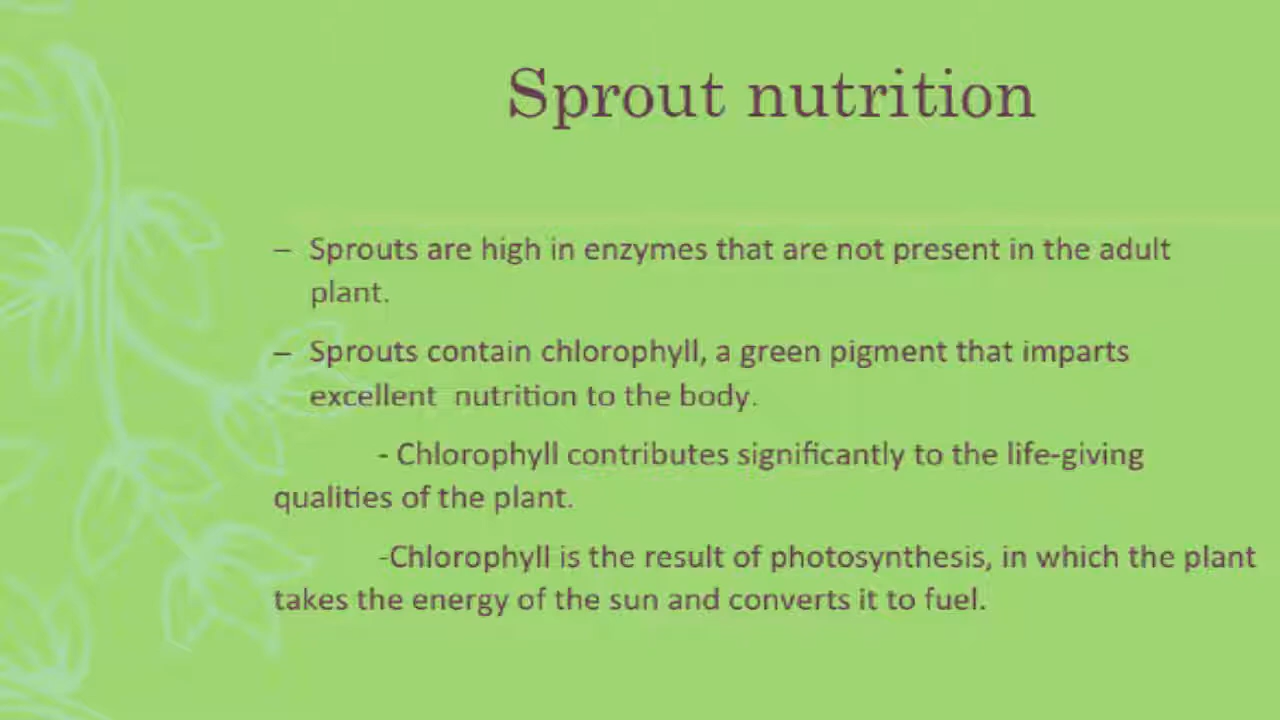 Sprout nutrition
– Sprouts are high in enzymes that are not present in the adult
plant.
– Sprouts contain chlorophyll, a green pigment that imparts
excellent nutrition to the body.
- Chlorophyll contributes significantly to the life-giving
qualities of the plant.
-Chlorophyll is the result of photosynthesis, in which the plant
takes the energy of the sun and converts it to fuel.